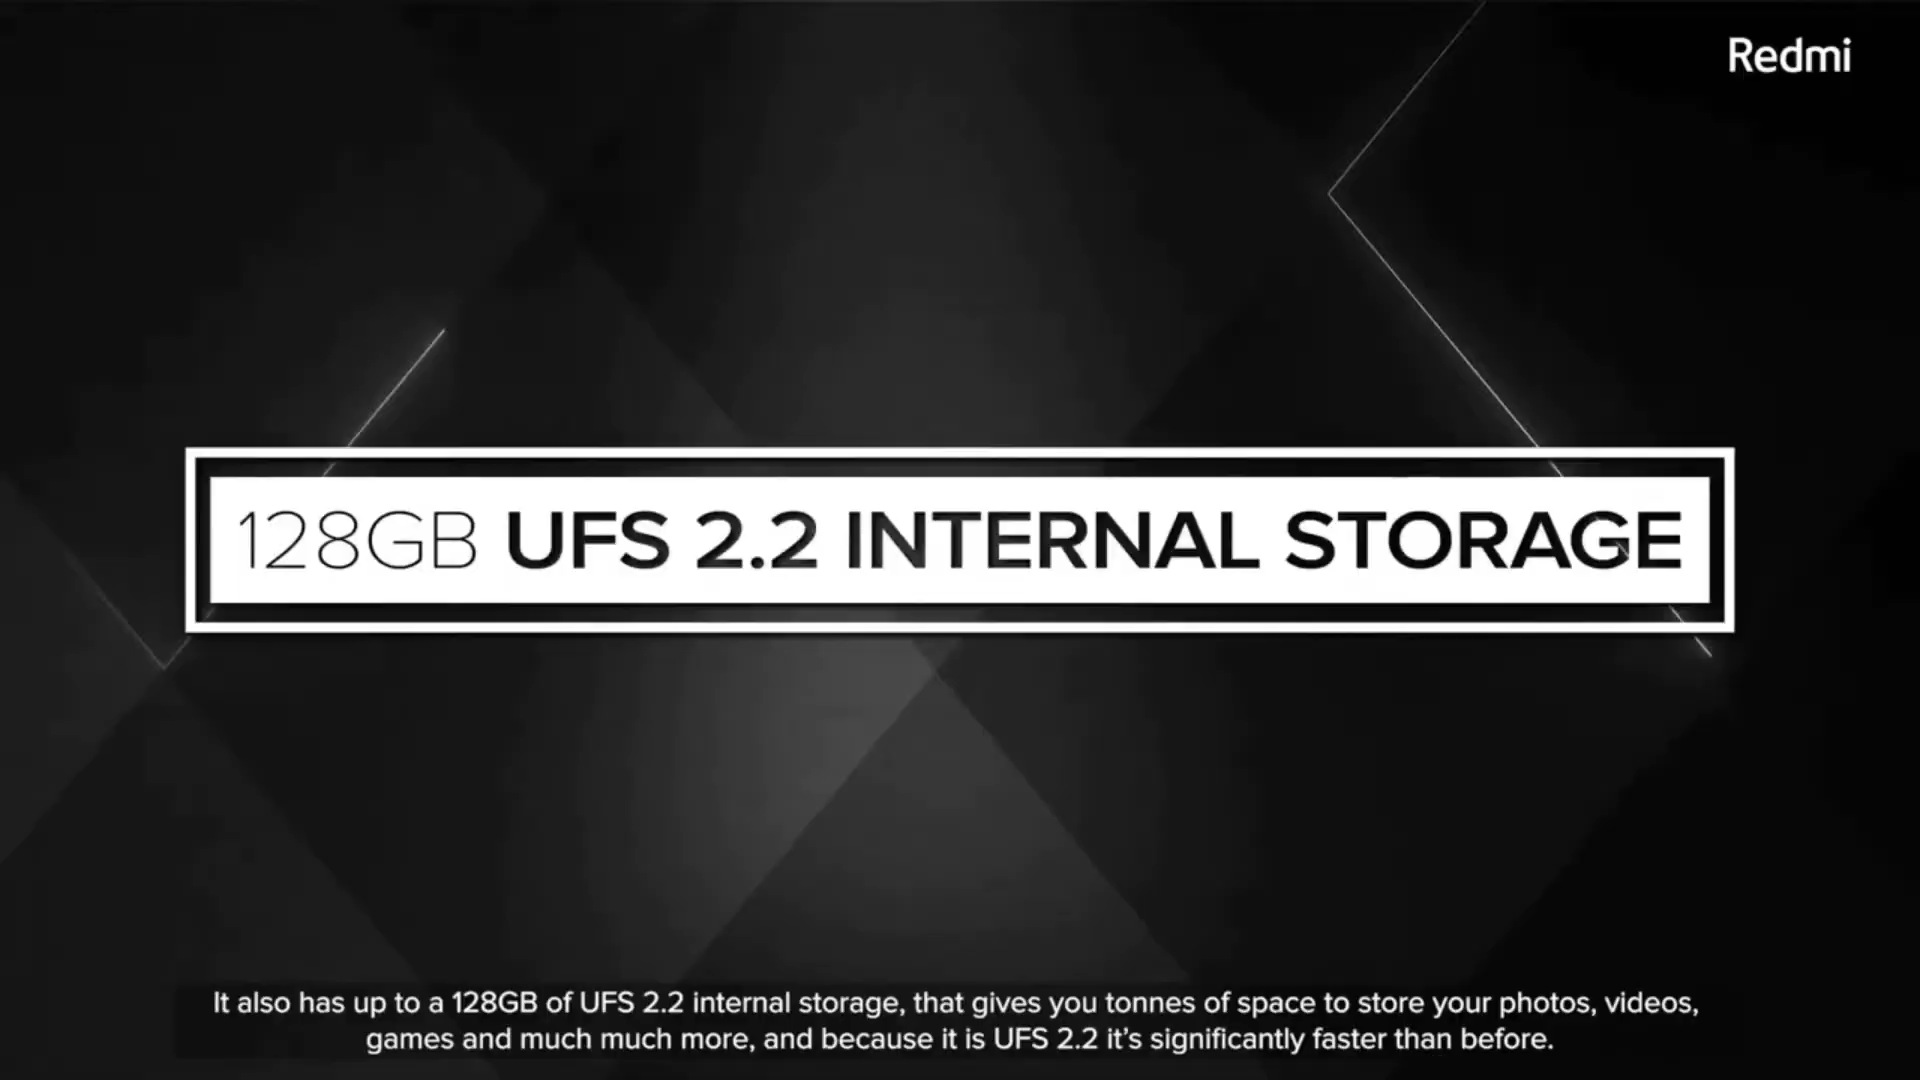 Redmi
128GB UFS 2.2 INTERNAL STORAGE
It also has up to a 128GB of UFS 2.2 internal storage, that gives you tonnes of space to store your photos, videos,
games and much much more, and because it is UFS 2.2 it’s significantly faster than before.